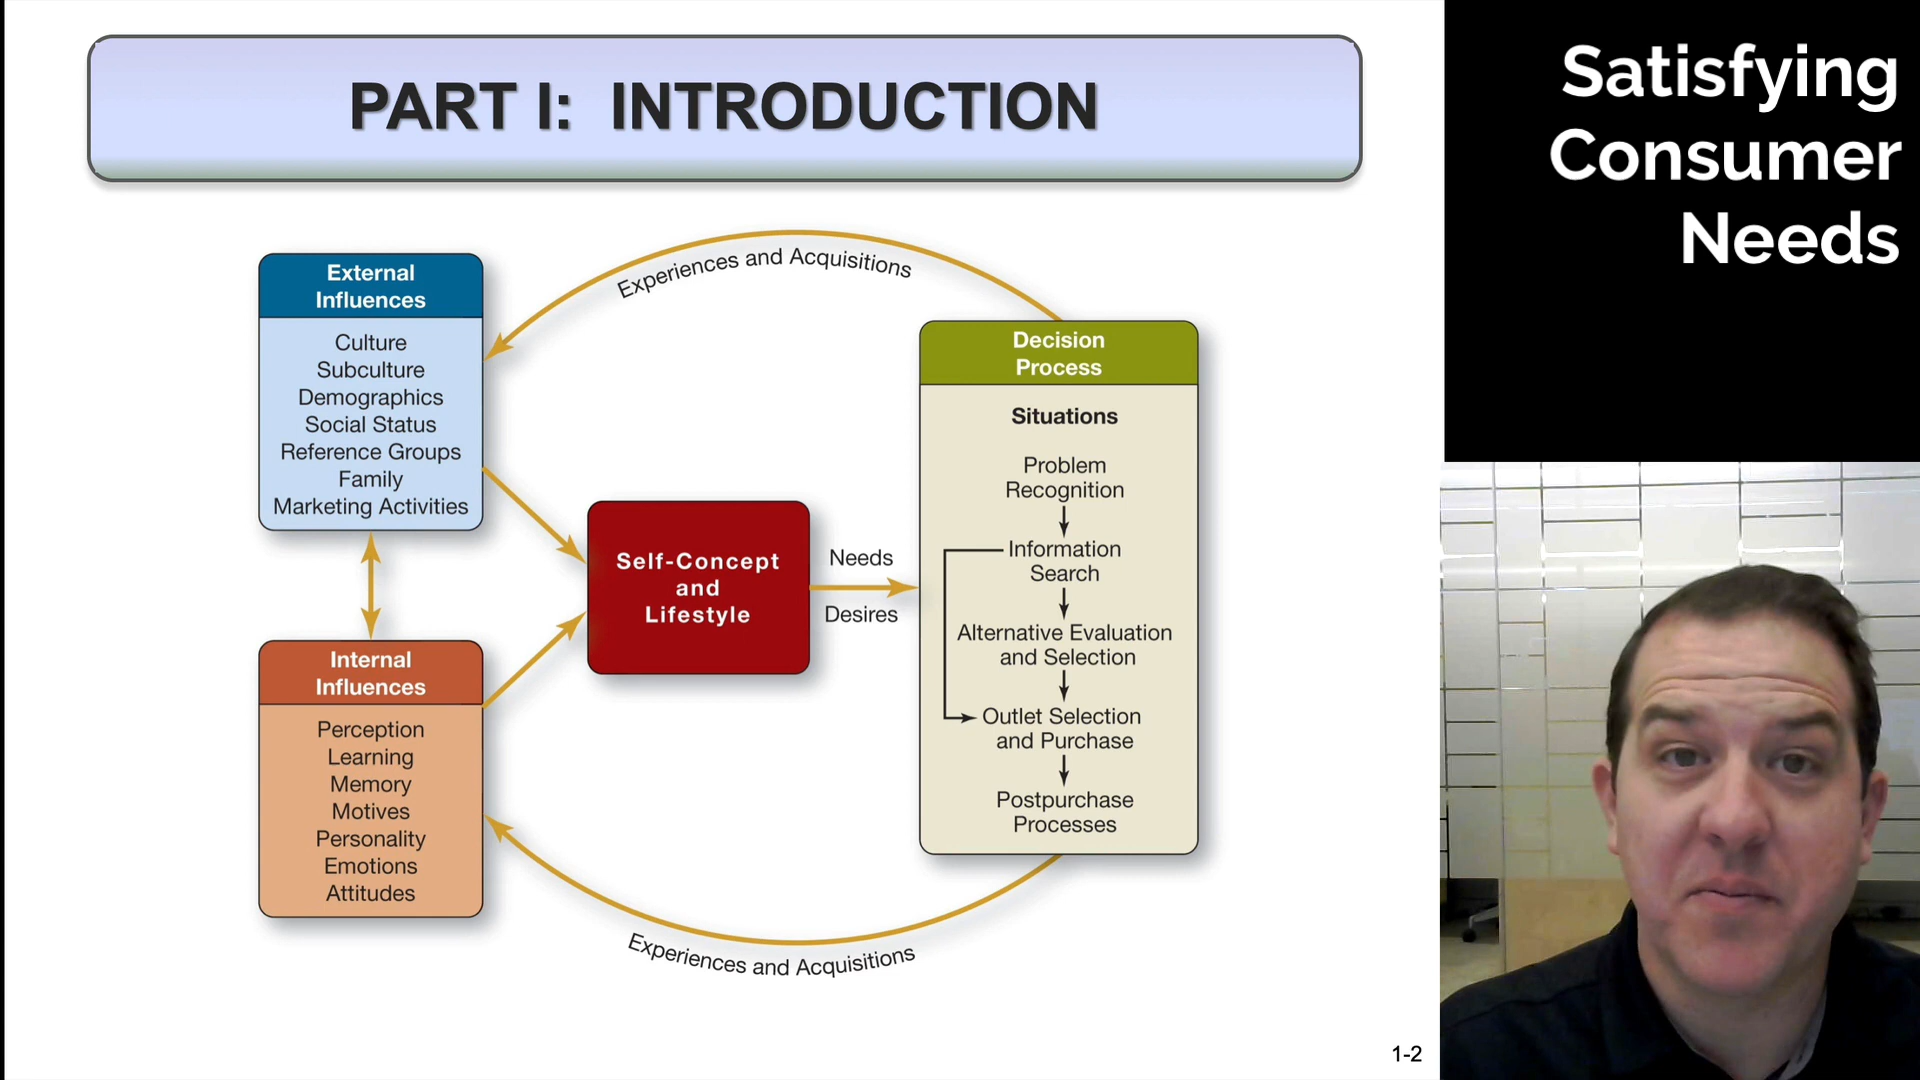 PART I: INTRODUCTION
Satisfying
Consumer
Needs
Experiences and Acquisitions
External
Influences
Culture
Subculture
Demographics
Social Status
Reference Groups
Family
Marketing Activities
Internal
Influences
Perception
Learning
Memory
Motives
Personality
Emotions
Attitudes
Self-Concept
and
Lifestyle
Needs
Desires
Decision
Process
Situations
Problem
Recognition
Information
Search
Alternative Evaluation
and Selection
Outlet Selection
and Purchase
Postpurchase
Processes
Experiences and Acquisitions
1-2